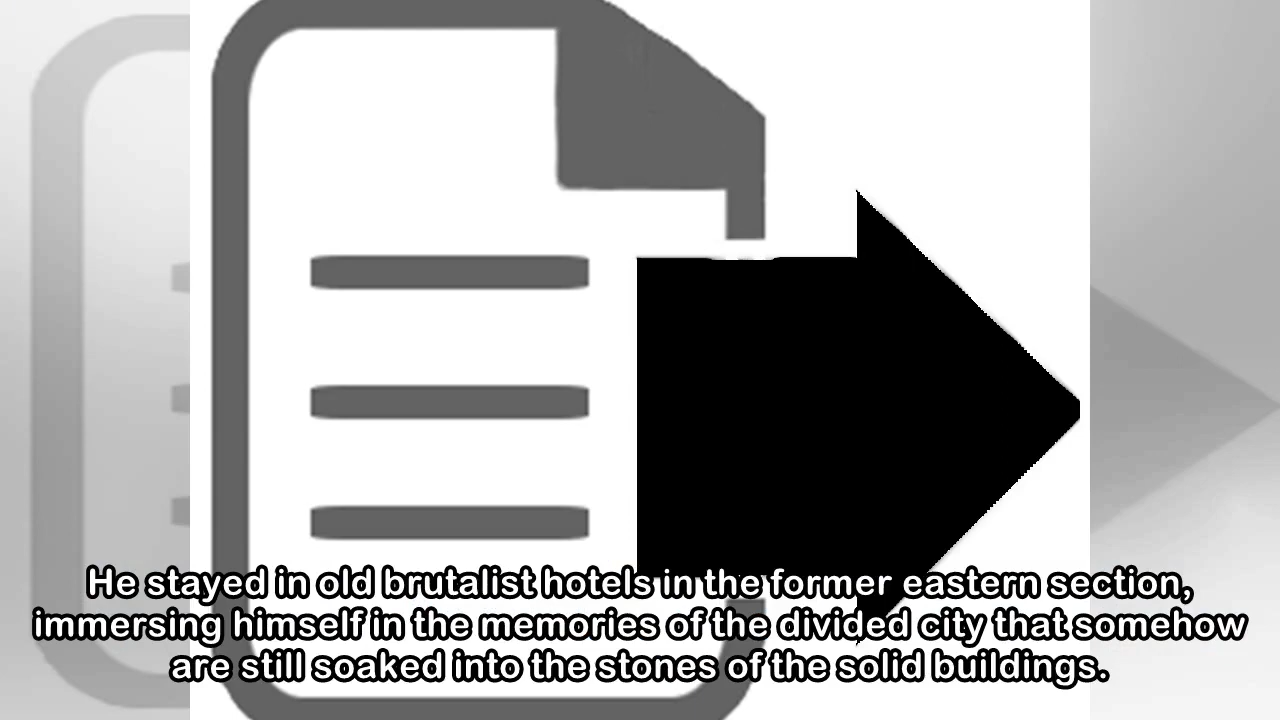 He stayed in old brutalist hotels in the former eastern section,
immersing himself in the memories of the divided city that somehow
are still soaked into the stones of the solid buildings.